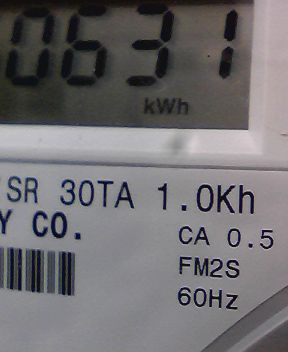 0631
kWh
SR 30TA 1.0Kh
Y CO.
CA 0.5
FM2S
60Hz